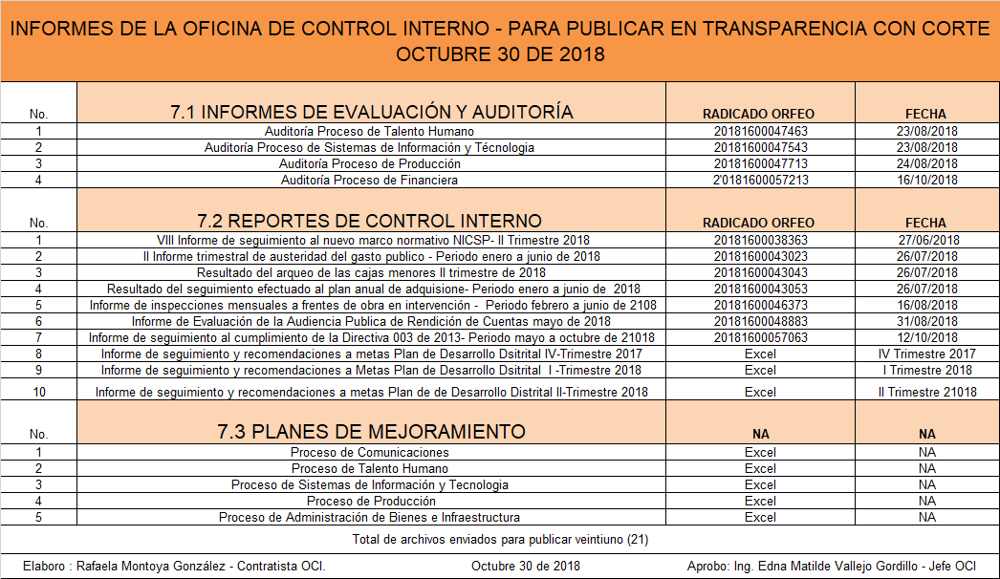 INFORMES DE LA OFICINA DE CONTROL INTERNO - PARA PUBLICAR EN TRANSPARENCIA CON CORTE
OCTUBRE 30 DE 2018
No. 7.1 INFORMES DE EVALUACIÓN Y AUDITORÍA RADICADO ORFEO FECHA
1 Auditoría Proceso de Talento Humano 20181600047463 23/08/2018
2 Auditoría Proceso de Sistemas de Información y Técnologia 20181600047543 23/08/2018
3 Auditoría Proceso de Producción 20181600047713 24/08/2018
4 Auditoría Proceso de Financiera 2'0181600057213 16/10/2018
No. 7.2 REPORTES DE CONTROL INTERNO RADICADO ORFEO FECHA
1 VIII Informe de seguimiento al nuevo marco normativo NICSP- II Trimestre 2018 20181600038363 27/06/2018
2 II Informe trimestral de austeridad del gasto publico - Periodo enero a junio de 2018 20181600043023 26/07/2018
3 Resultado del arqueo de las cajas menores II trimestre de 2018 20181600043043 26/07/2018
4 Resultado del seguimiento efectuado al plan anual de adquisione- Periodo enero a junio de 2018 20181600043053 26/07/2018
5 Informe de inspecciones mensuales a frentes de obra en intervención - Periodo febrero a junio de 2108 20181600046373 16/08/2018
6 Informe de Evaluación de la Audiencia Publica de Rendición de Cuentas mayo de 2018 20181600048883 31/08/2018
7 Informe de seguimiento al cumplimiento de la Directiva 003 de 2013- Periodo mayo a octubre de 21018 20181600057063 12/10/2018
8 Informe de seguimiento y recomendaciones a metas Plan de Desarrollo Dsitrital IV-Trimestre 2017 Excel IV Trimestre 2017
9 Informe de seguimiento y recomendaciones a Metas Plan de Desarrollo Dsitrital I -Trimestre 2018 Excel I Trimestre 2018
10 Informe de seguimiento y recomendaciones a metas Plan de de Desarrollo Distrital II-Trimestre 2018 Excel II Trimestre 21018
No. 7.3 PLANES DE MEJORAMIENTO NA NA
1 Proceso de Comunicaciones Excel NA
2 Proceso de Talento Humano Excel NA
3 Proceso de Sistemas de Información y Tecnologia Excel NA
4 Proceso de Producción Excel NA
5 Proceso de Administración de Bienes e Infraestructura Excel NA
Total de archivos enviados para publicar veintiuno (21)
Elaboro : Rafaela Montoya González - Contratista OCI. Octubre 30 de 2018 Aprobo: Ing. Edna Matilde Vallejo Gordillo - Jefe OCI